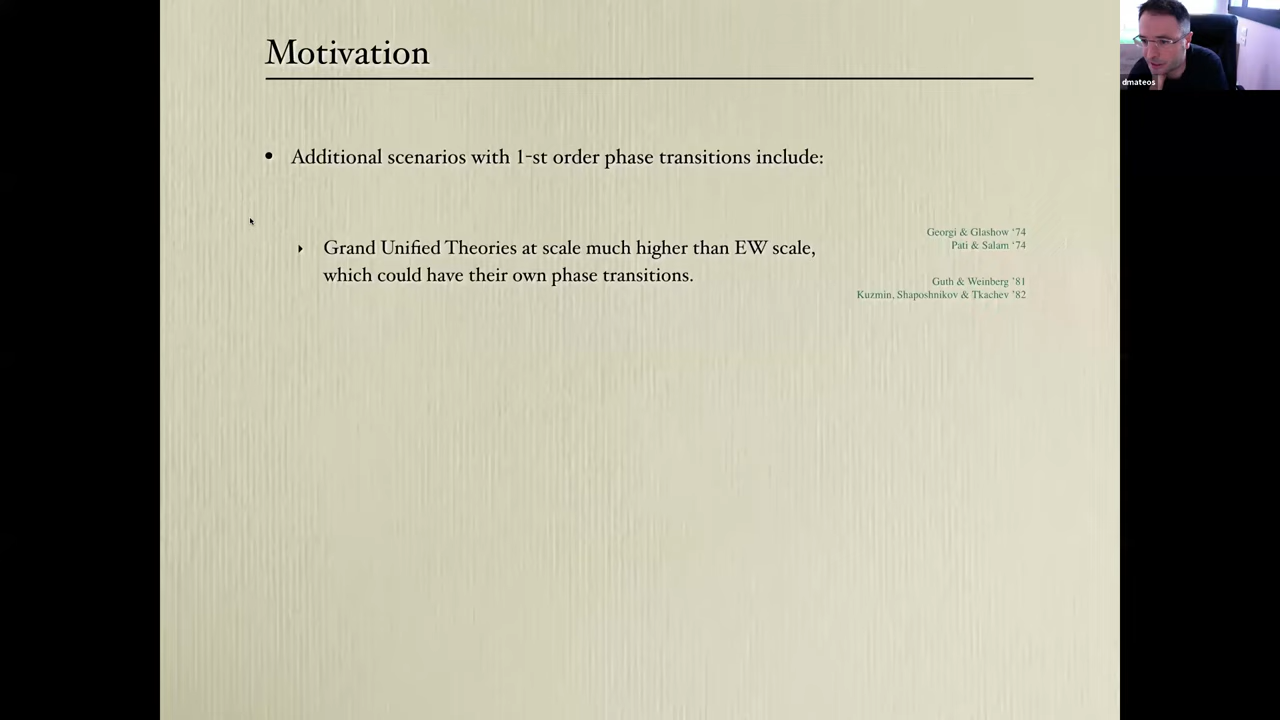 Motivation
dmateos
• Additional scenarios with 1-st order phase transitions include:
‣ Grand Unified Theories at scale much higher than EW scale,
which could have their own phase transitions.
Georgi & Glashow ‘74
Pati & Salam ‘74
Guth & Weinberg ’81
Kuzmin, Shaposhnikov & Tkachev ’82